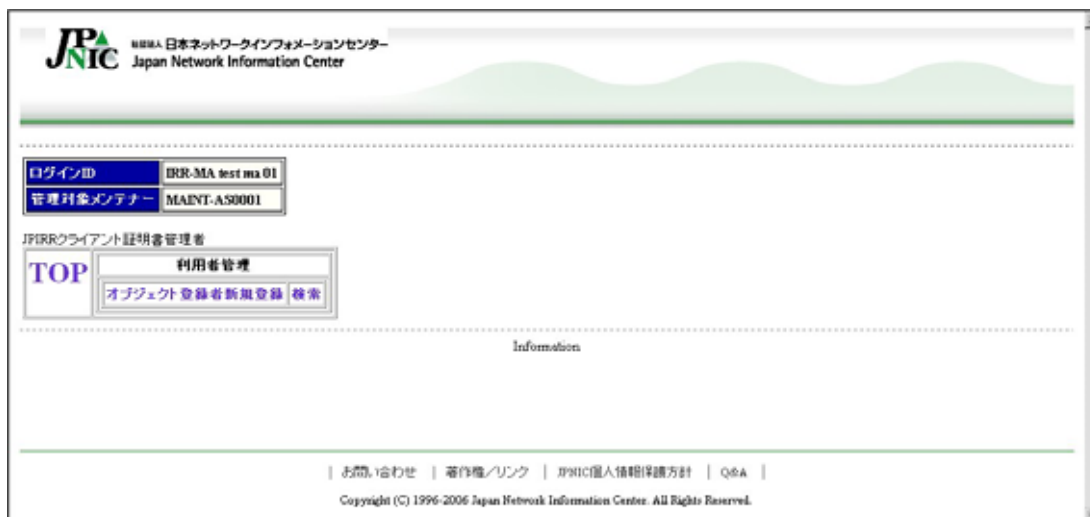 JPNIC
社団法人 日本ネットワークインフォメーションセンター
Japan Network Information Center
ログインID IRR-MA test ma 01
管理対象メンテナー MAINT-AS0001
JPIRRクライアント証明書管理者
TOP
利用者管理
オブジェクト登録者新規登録 検索
Information
| お問い合わせ | 著作権／リンク | JPNIC個人情報保護方針 | Q&A |
Copyright (C) 1996-2006 Japan Network Information Center. All Rights Reserved.